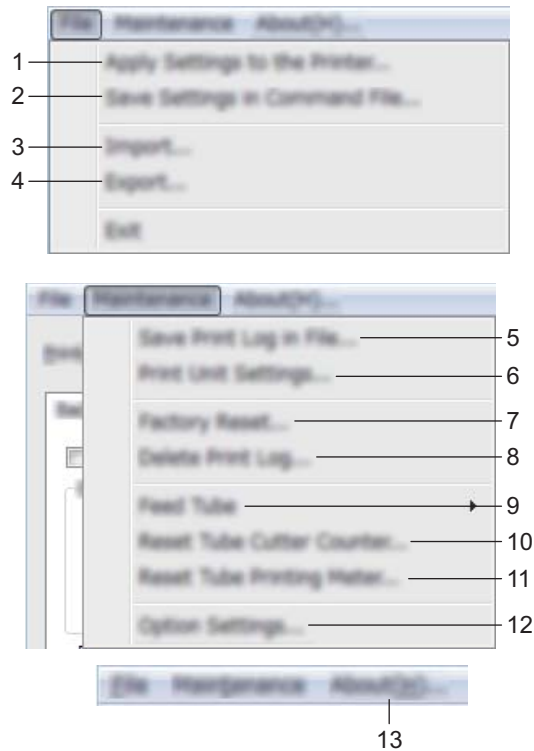 File Maintenance About(H)...
1 Apply Settings to the Printer...
2 Save Settings in Command File...
3 Import...
4 Export...
Exit
File Maintenance About(H)...
Save Print Log in File... 5
Print Unit Settings... 6
Factory Reset... 7
Delete Print Log... 8
Feed Tube 9
Reset Tube Cutter Counter... 10
Reset Tube Printing Meter... 11
Option Settings... 12
File Maintenance About(H)...
13